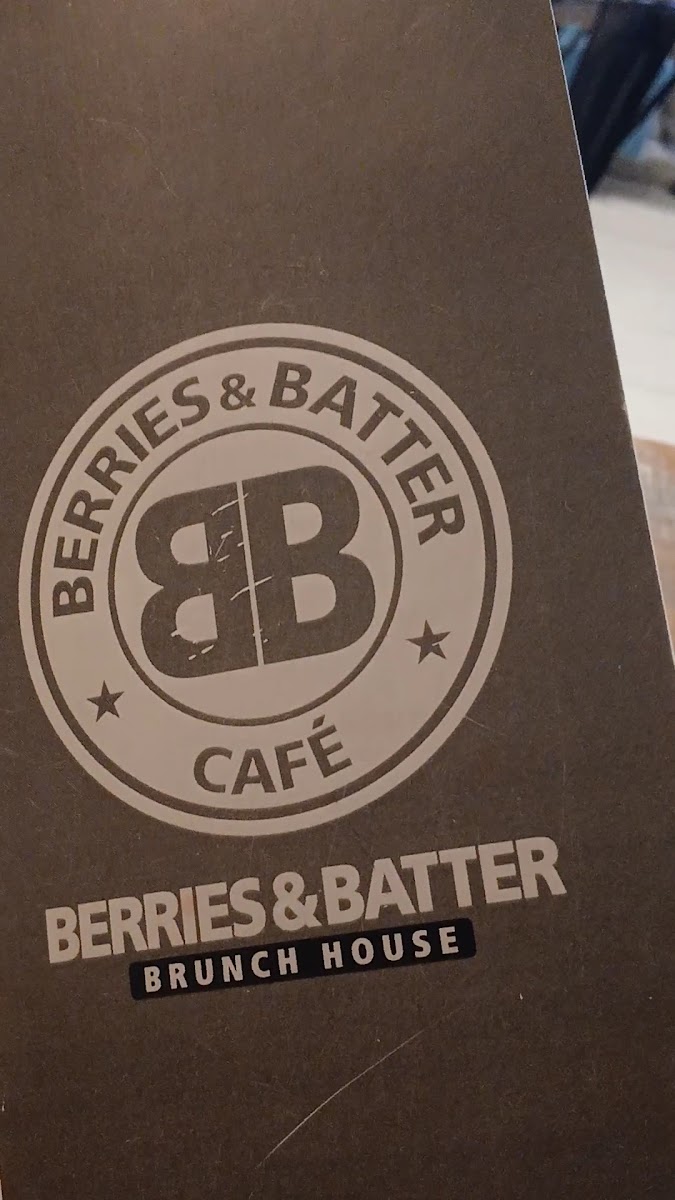 BERRIES & BATTER
BB
CAFÉ
BERRIES & BATTER
BRUNCH HOUSE